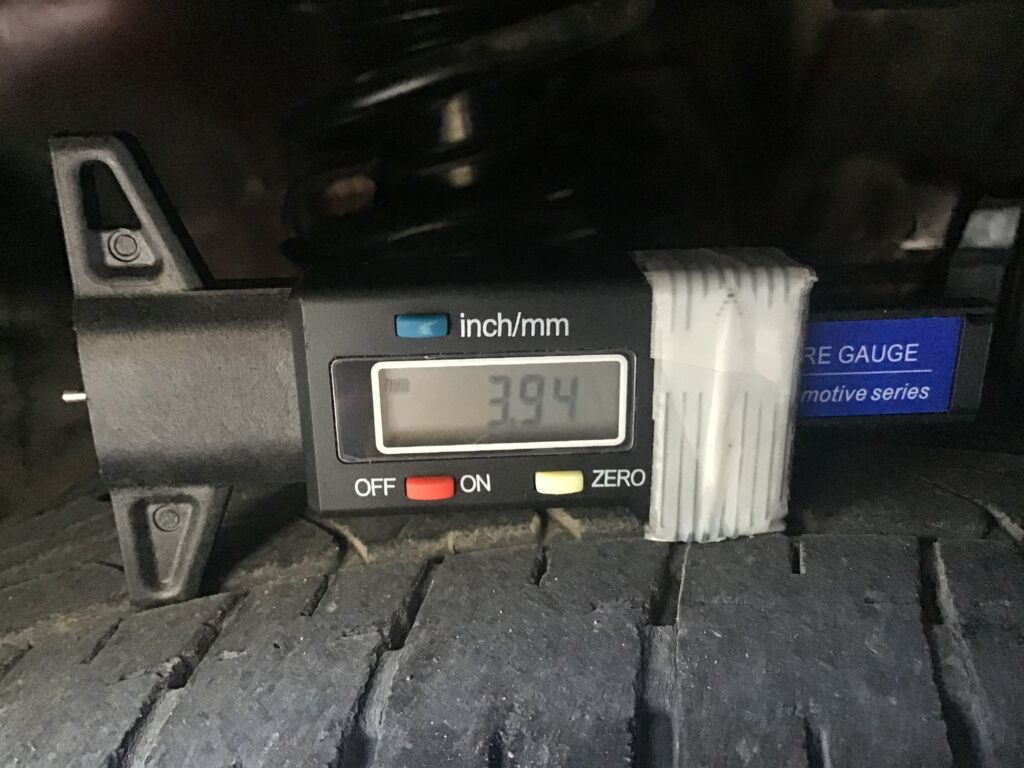 inch/mm
mm
3.94
OFF
ON
ZERO
RE GAUGE
motive series